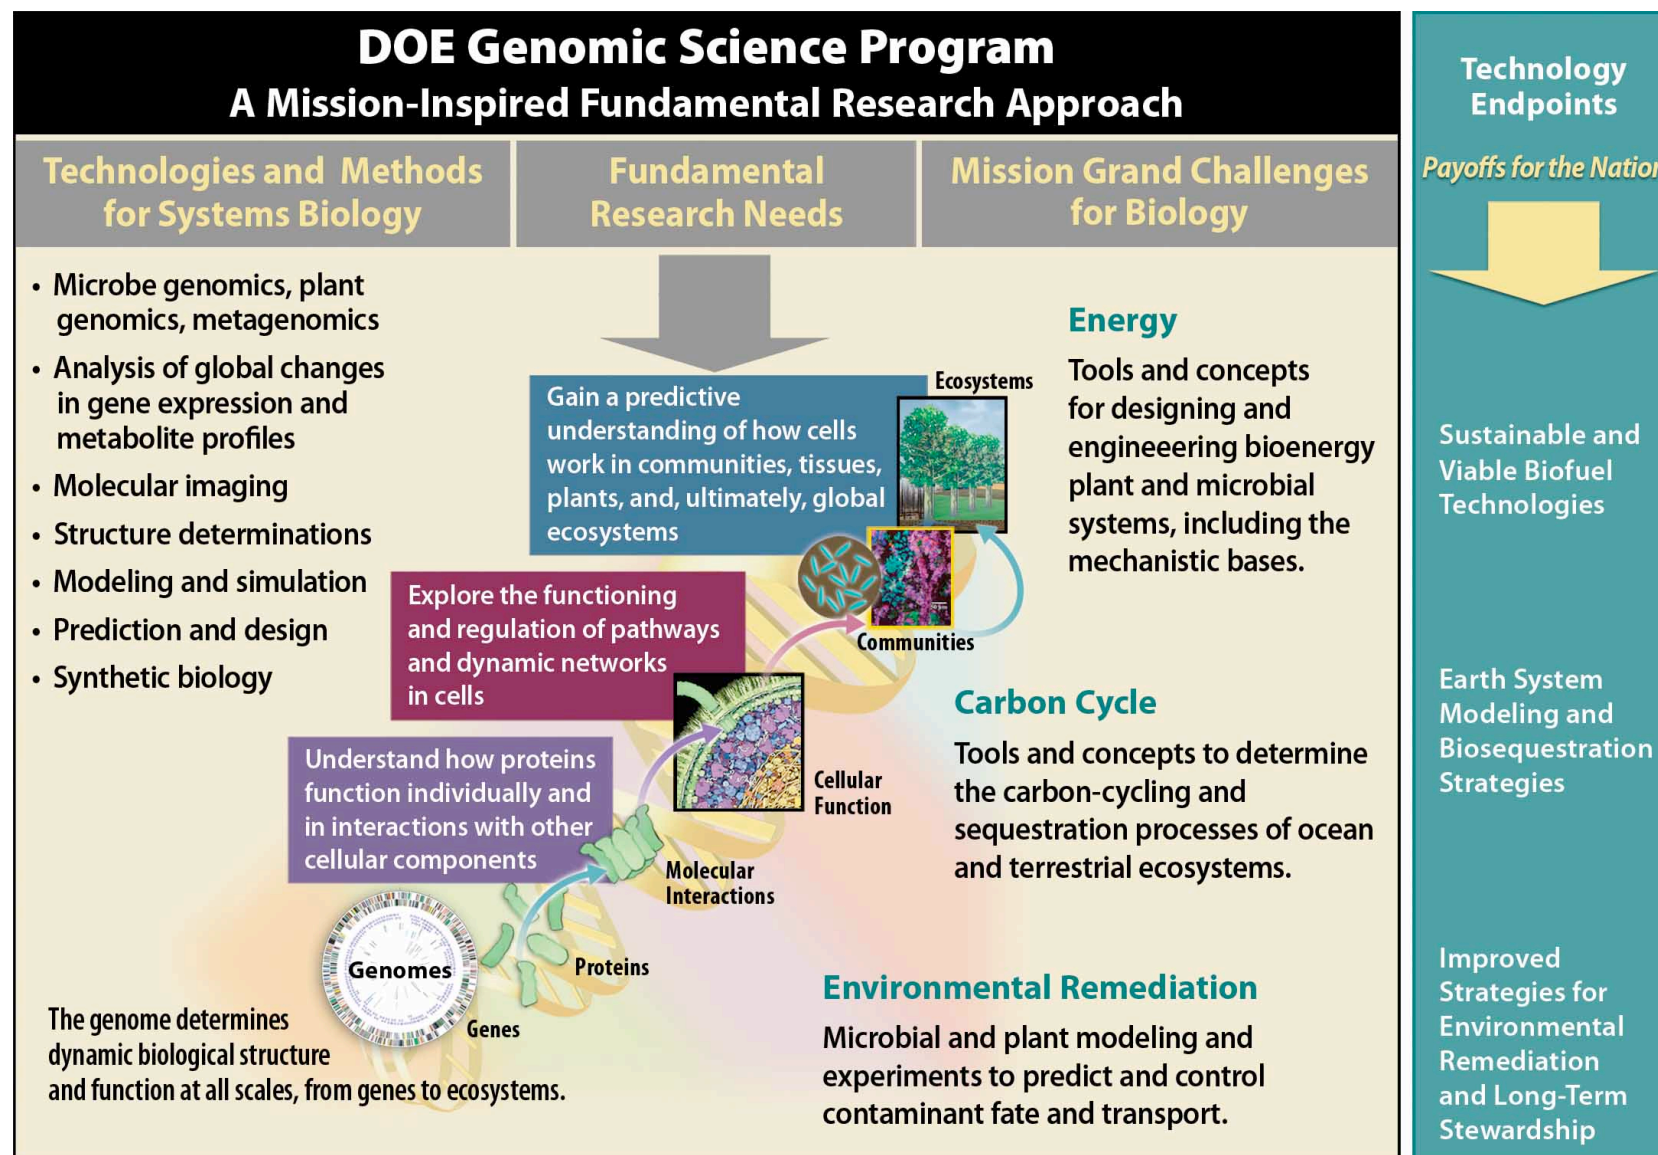 DOE Genomic Science Program
A Mission-Inspired Fundamental Research Approach
Technologies and Methods
for Systems Biology
Fundamental
Research Needs
Mission Grand Challenges
for Biology
• Microbe genomics, plant
genomics, metagenomics
• Analysis of global changes
in gene expression and
metabolite profiles
• Molecular imaging
• Structure determinations
• Modeling and simulation
• Prediction and design
• Synthetic biology
Gain a predictive
understanding of how cells
work in communities, tissues,
plants, and, ultimately, global
ecosystems
Ecosystems
Explore the functioning
and regulation of pathways
and dynamic networks
in cells
Communities
Understand how proteins
function individually and
in interactions with other
cellular components
Cellular
Function
Molecular
Interactions
Proteins
Genomes
Genes
The genome determines
dynamic biological structure
and function at all scales, from genes to ecosystems.
Energy
Tools and concepts
for designing and
engineeering bioenergy
plant and microbial
systems, including the
mechanistic bases.
Carbon Cycle
Tools and concepts to determine
the carbon-cycling and
sequestration processes of ocean
and terrestrial ecosystems.
Environmental Remediation
Microbial and plant modeling and
experiments to predict and control
contaminant fate and transport.
Technology
Endpoints
Payoffs for the Nation
Sustainable and
Viable Biofuel
Technologies
Earth System
Modeling and
Biosequestration
Strategies
Improved
Strategies for
Environmental
Remediation
and Long-Term
Stewardship